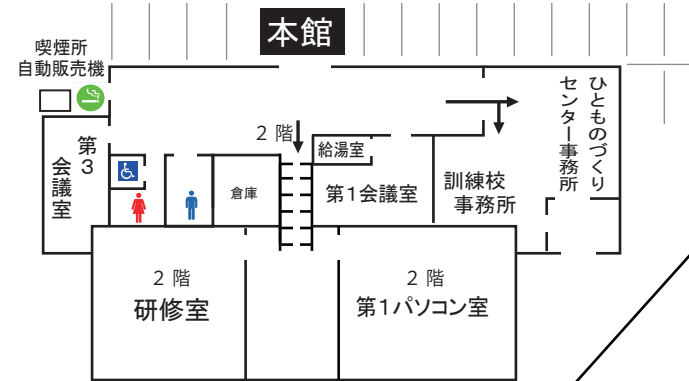 本館
喫煙所
自動販売機
ひとものづくり
センター事務所
2 階
給湯室
第3
会議室
倉庫
第1会議室
訓練校
事務所
2 階
研修室
2 階
第1パソコン室